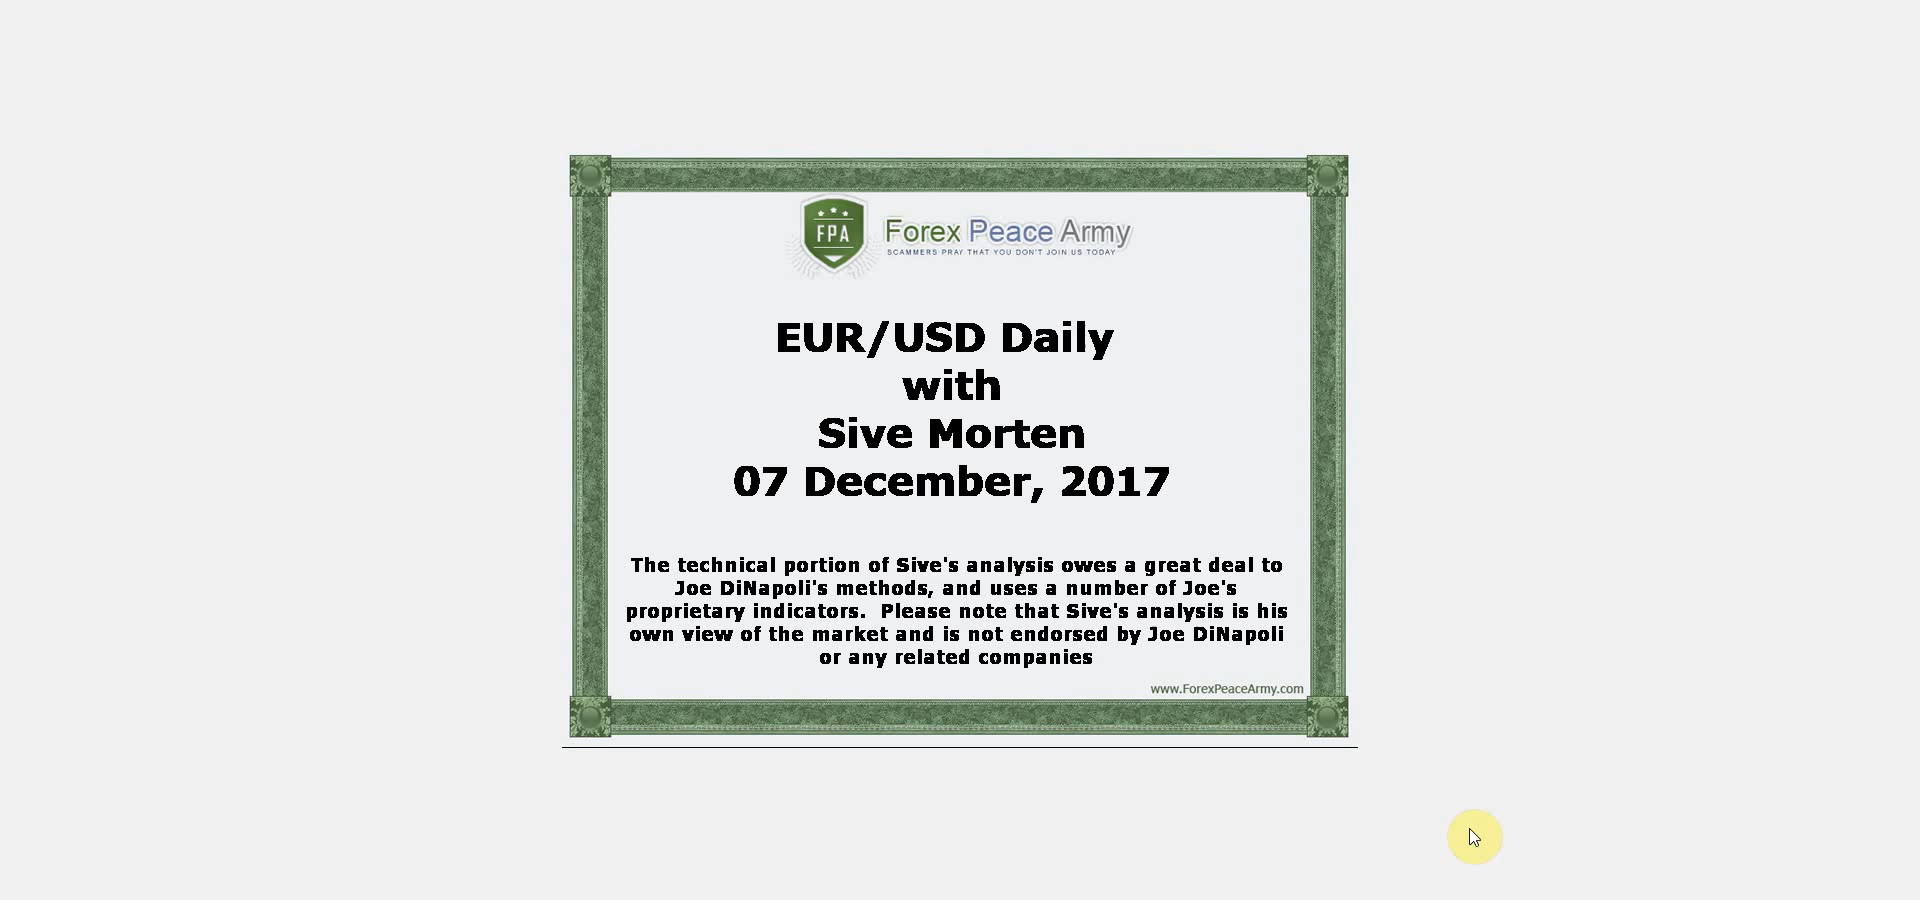 FPA
Forex Peace Army
SCAMMERS PRAY THAT YOU DON'T JOIN US TODAY
EUR/USD Daily
with
Sive Morten
07 December, 2017
The technical portion of Sive's analysis owes a great deal to
Joe DiNapoli's methods, and uses a number of Joe's
proprietary indicators.  Please note that Sive's analysis is his
own view of the market and is not endorsed by Joe DiNapoli
or any related companies
www.ForexPeaceArmy.com